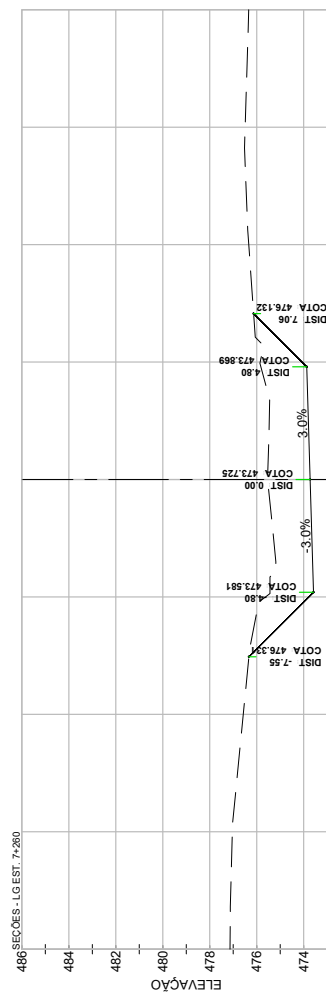 SEÇÕES - LG EST. 7+260
486
484
482
480
478
476
474
ELEVAÇÃO
DIST -7.55
COTA 476.331
DIST -4.80
COTA 473.581
DIST 0.00
COTA 473.725
DIST 4.80
COTA 473.869
DIST 7.06
COTA 476.132
-3.0%
3.0%